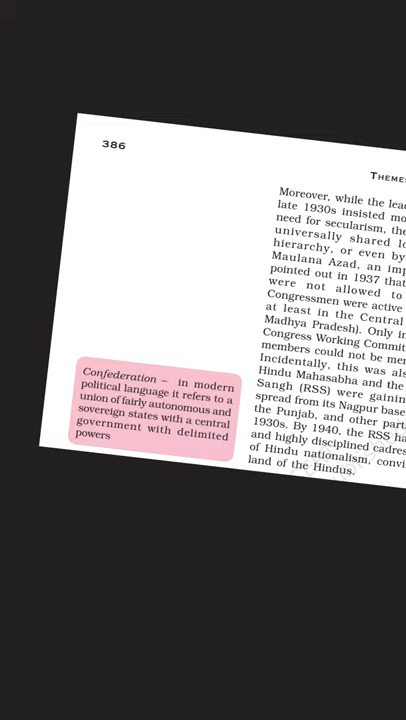 386
THEMES
Moreover, while the lea
late 1930s insisted mo
need for secularism, the
universally shared lo
hierarchy, or even by
Maulana Azad, an imp
pointed out in 1937 that
were not allowed to
Congressmen were active
at least in the Central
Madhya Pradesh). Only in
Congress Working Commit
members could not be mem
Incidentally, this was als
Hindu Mahasabha and the
Sangh (RSS) were gainin
spread from its Nagpur base
the Punjab, and other part
1930s. By 1940, the RSS ha
and highly disciplined cadres
of Hindu nationalism, convi
land of the Hindus.
Confederation – in modern
political language it refers to a
union of fairly autonomous and
sovereign states with a central
government with delimited
powers